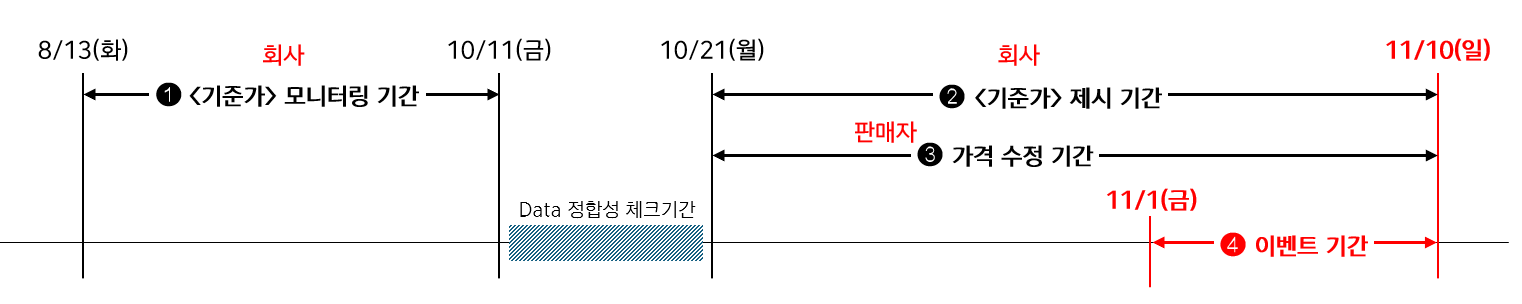 8/13(화) 회사 10/11(금) 10/21(월) 회사 11/10(일)
❶ <기준가> 모니터링 기간 ❷ <기준가> 제시 기간
판매자
❸ 가격 수정 기간
11/1(금)
Data 정합성 체크기간
❹ 이벤트 기간